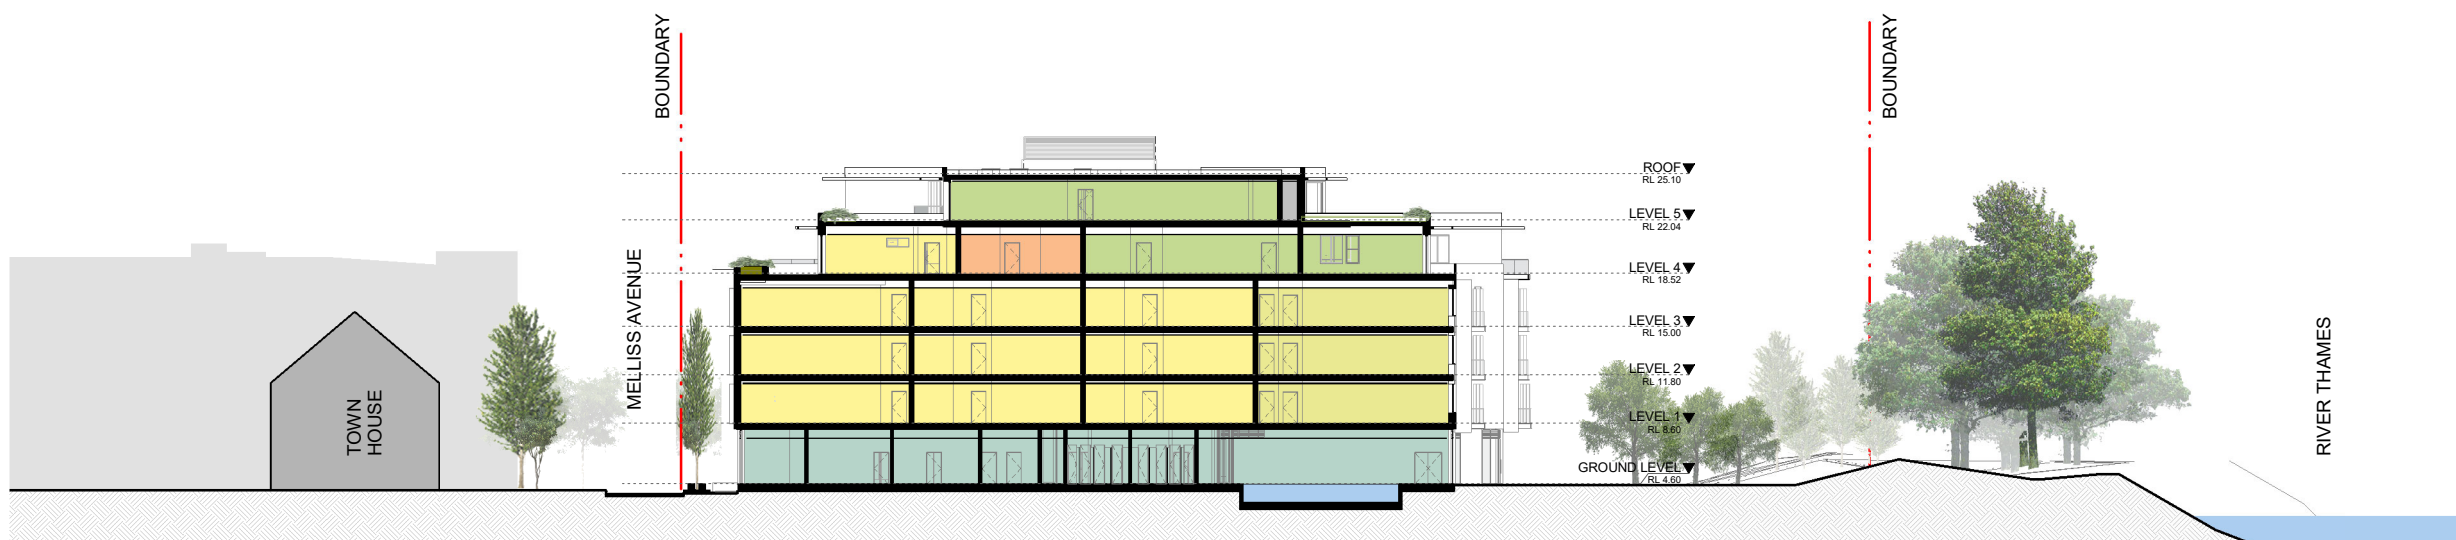 BOUNDARY
BOUNDARY
ROOF
RL 25.10
LEVEL 5
RL 22.04
LEVEL 4
RL 18.52
MELLISS AVENUE
LEVEL 3
RL 15.00
RIVER THAMES
LEVEL 2
RL 11.80
TOWN
HOUSE
LEVEL 1
RL 8.60
GROUND LEVEL
RL 4.60